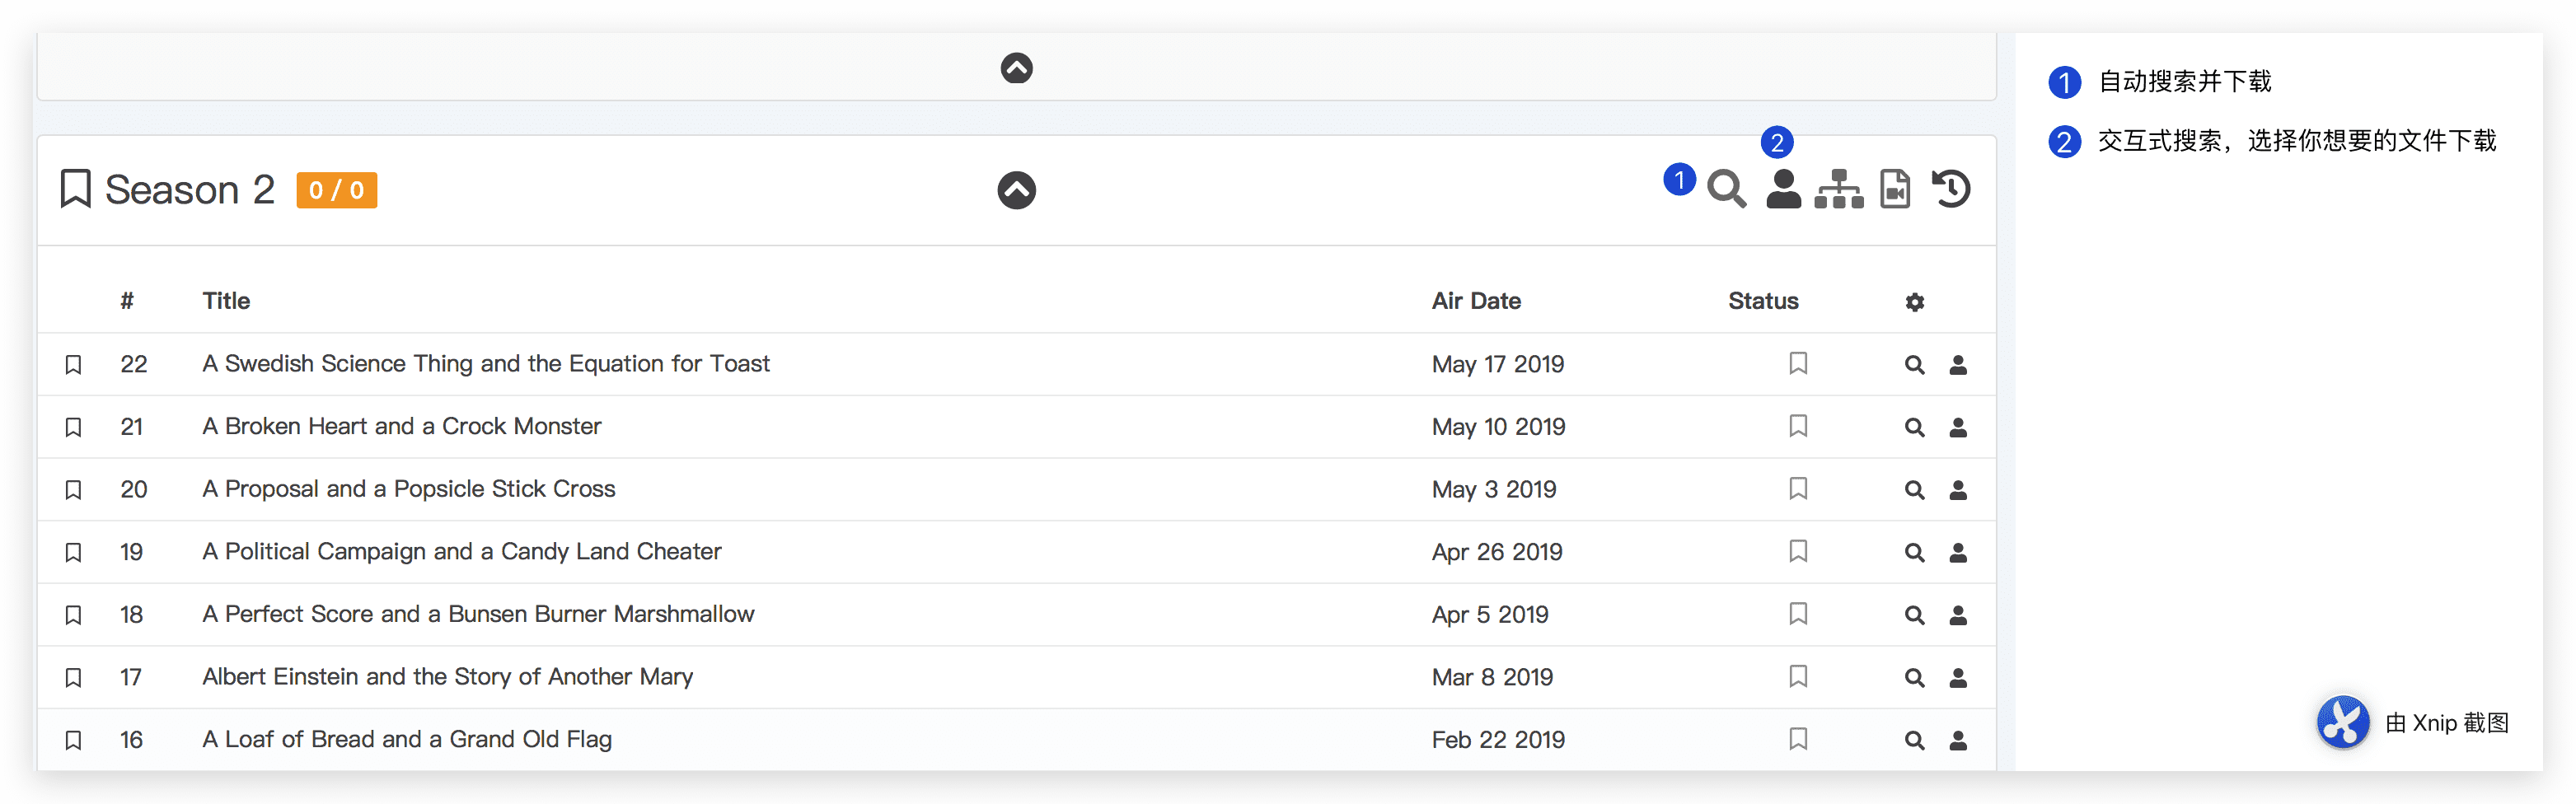 Season 2 0 / 0
1
2
# Title Air Date Status
22 A Swedish Science Thing and the Equation for Toast May 17 2019
21 A Broken Heart and a Crock Monster May 10 2019
20 A Proposal and a Popsicle Stick Cross May 3 2019
19 A Political Campaign and a Candy Land Cheater Apr 26 2019
18 A Perfect Score and a Bunsen Burner Marshmallow Apr 5 2019
17 Albert Einstein and the Story of Another Mary Mar 8 2019
16 A Loaf of Bread and a Grand Old Flag Feb 22 2019
1 自动搜索并下载
2 交互式搜索，选择你想要的文件下载
由 Xnip 截图